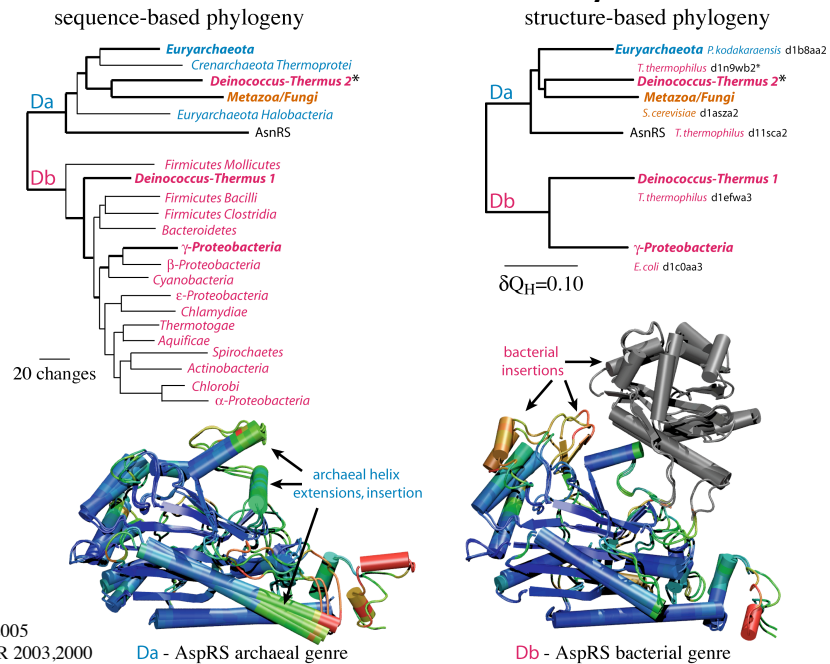 sequence-based phylogeny
Euryarchaeota
Crenarchaeota Thermoprotei
Deinococcus-Thermus 2*
Metazoa/Fungi
Euryarchaeota Halobacteria
Da
AsnRS
Firmicutes Mollicutes
Db
Deinococcus-Thermus 1
Firmicutes Bacilli
Firmicutes Clostridia
Bacteroidetes
γ-Proteobacteria
β-Proteobacteria
Cyanobacteria
ε-Proteobacteria
Chlamydiae
Thermotogae
Aquificae
Spirochaetes
Actinobacteria
Chlorobi
α-Proteobacteria
20 changes
structure-based phylogeny
Euryarchaeota P. kodakaraensis d1b8aa2
T. thermophilus d1n9wb2*
Deinococcus-Thermus 2*
Da
Metazoa/Fungi
S. cerevisiae d1asza2
AsnRS T. thermophilus d11sca2
Deinococcus-Thermus 1
T. thermophilus d1efwa3
Db
γ-Proteobacteria
E. coli d1c0aa3
δQH=0.10
archaeal helix
extensions, insertion
bacterial
insertions
005
R 2003,2000
Da - AspRS archaeal genre
Db - AspRS bacterial genre